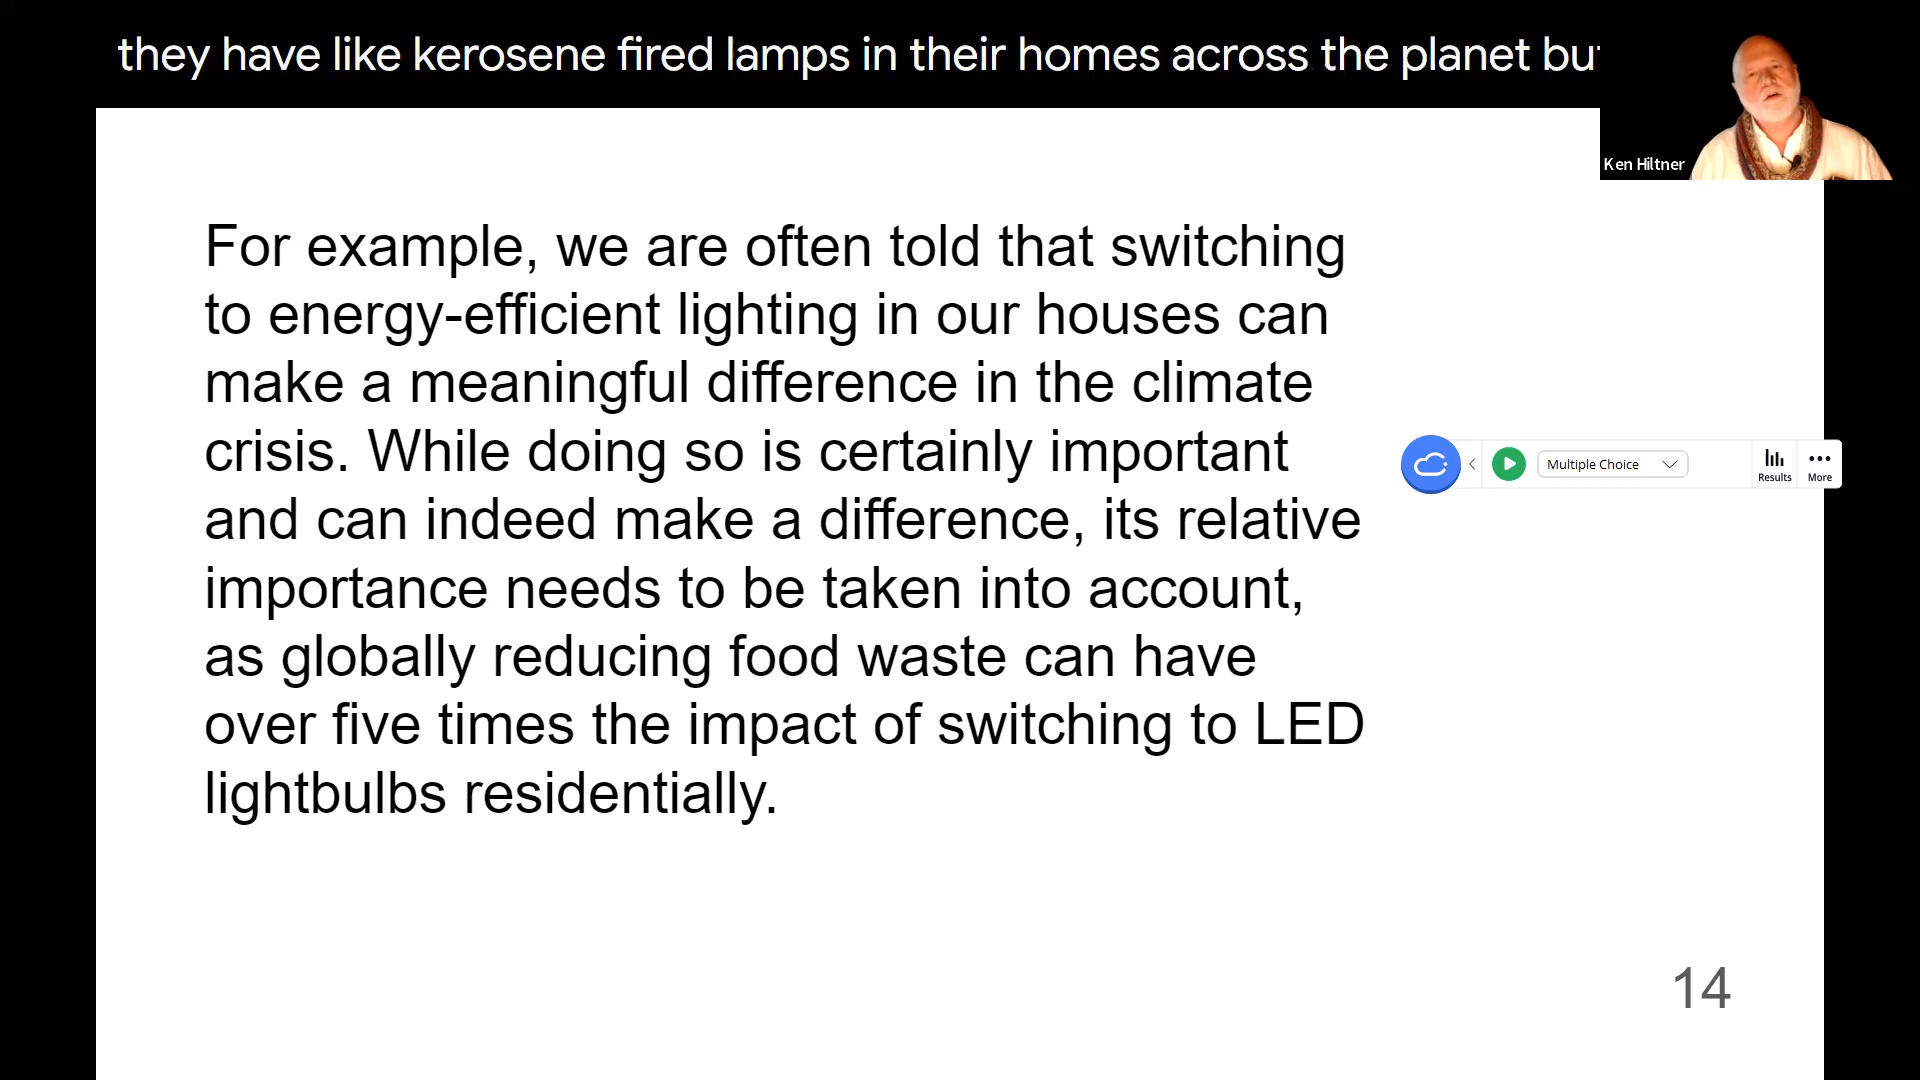 they have like kerosene fired lamps in their homes across the planet but
Ken Hiltner
For example, we are often told that switching
to energy-efficient lighting in our houses can
make a meaningful difference in the climate
crisis. While doing so is certainly important
and can indeed make a difference, its relative
importance needs to be taken into account,
as globally reducing food waste can have
over five times the impact of switching to LED
lightbulbs residentially.
Multiple Choice
Results
More
14